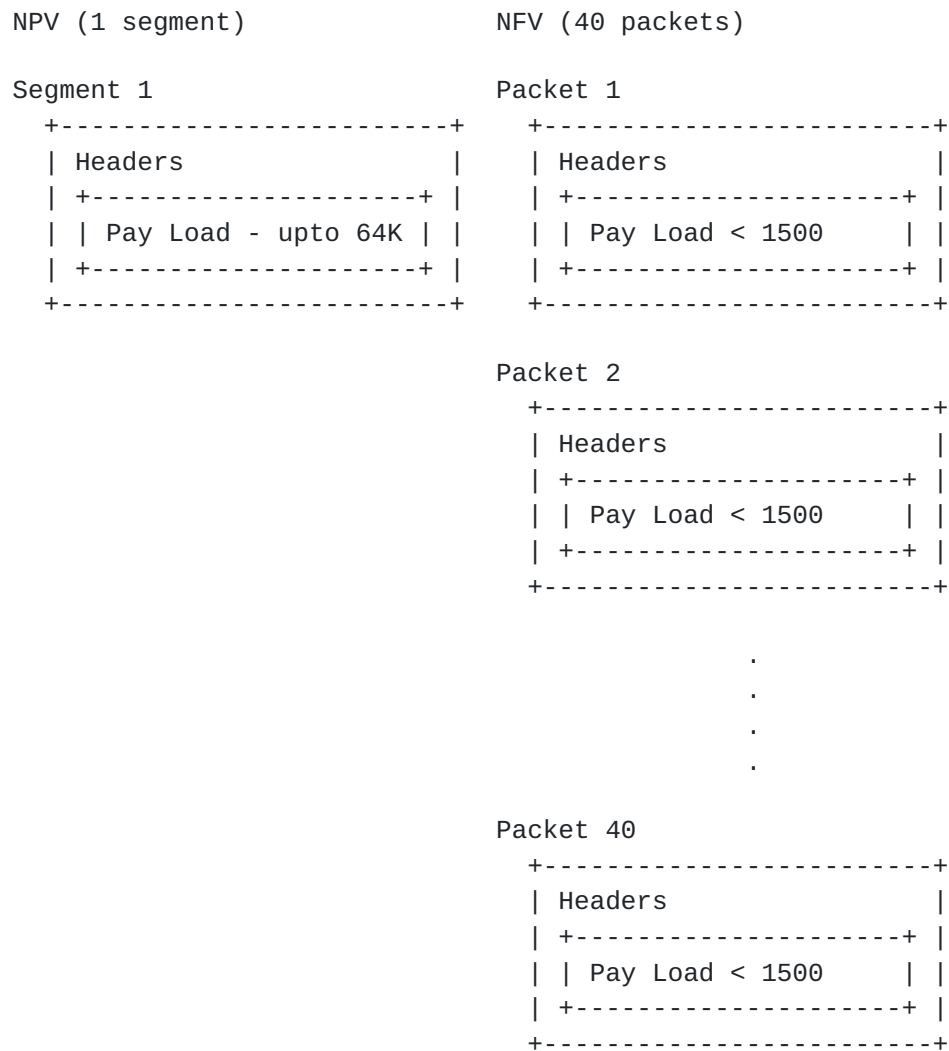 NPV (1 segment)               NFV (40 packets)

Segment 1                     Packet 1
  +-------------------------+    +-------------------------+
  | Headers                 |    | Headers                 |
  | +---------------------+ |    | +---------------------+ |
  | | Pay Load - upto 64K | |    | | Pay Load < 1500     | |
  | +---------------------+ |    | +---------------------+ |
  +-------------------------+    +-------------------------+

                              Packet 2
                                 +-------------------------+
                                 | Headers                 |
                                 | +---------------------+ |
                                 | | Pay Load < 1500     | |
                                 | +---------------------+ |
                                 +-------------------------+

                                              .
                                              .
                                              .
                                              .

                              Packet 40
                                 +-------------------------+
                                 | Headers                 |
                                 | +---------------------+ |
                                 | | Pay Load < 1500     | |
                                 | +---------------------+ |
                                 +-------------------------+